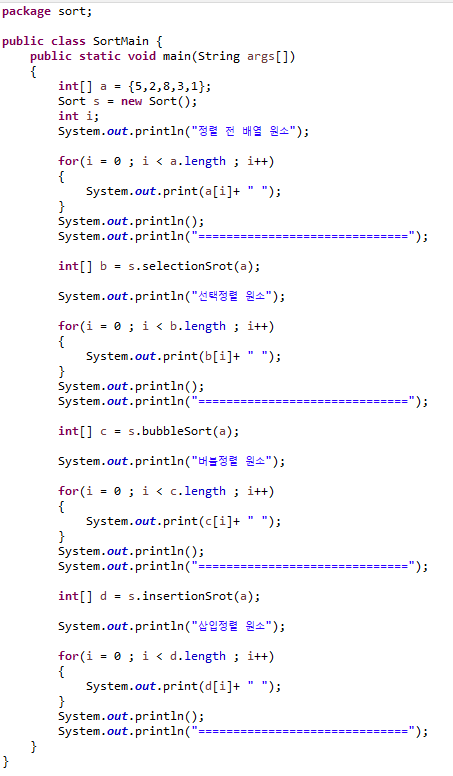 package sort;
public class SortMain {
public static void main(String args[])
{
int[] a = {5,2,8,3,1};
Sort s = new Sort();
int i;
System.out.println("정렬 전 배열 원소");
for(i = 0 ; i < a.length ; i++)
{
System.out.print(a[i]+ " ");
}
System.out.println();
System.out.println("==============================");
int[] b = s.selectionSrot(a);
System.out.println("선택정렬 원소");
for(i = 0 ; i < b.length ; i++)
{
System.out.print(b[i]+ " ");
}
System.out.println();
System.out.println("==============================");
int[] c = s.bubbleSort(a);
System.out.println("버블정렬 원소");
for(i = 0 ; i < c.length ; i++)
{
System.out.print(c[i]+ " ");
}
System.out.println();
System.out.println("==============================");
int[] d = s.insertionSrot(a);
System.out.println("삽입정렬 원소");
for(i = 0 ; i < d.length ; i++)
{
System.out.print(d[i]+ " ");
}
System.out.println();
System.out.println("==============================");
}
}